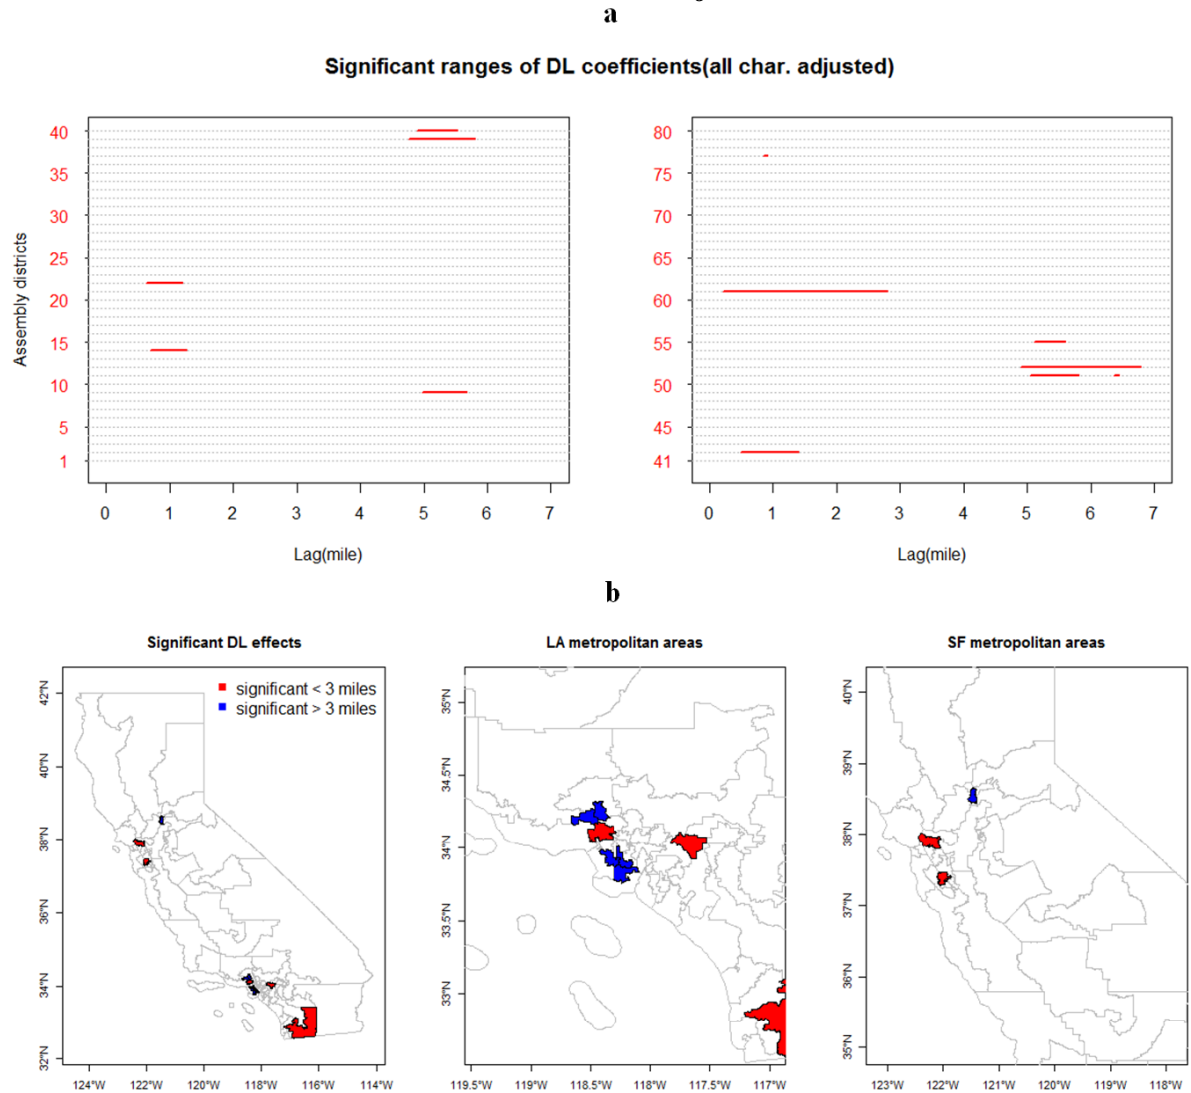 a
Significant ranges of DL coefficients(all char. adjusted)
Assembly districts
40
35
30
25
20
15
10
5
1
0 1 2 3 4 5 6 7
Lag(mile)
80
75
70
65
60
55
50
45
41
0 1 2 3 4 5 6 7
Lag(mile)
b
Significant DL effects
significant < 3 miles
significant > 3 miles
42°N
40°N
38°N
36°N
34°N
32°N
124°W 122°W 120°W 118°W 116°W 114°W
LA metropolitan areas
35°N
34.5°N
34°N
33.5°N
33°N
119.5°W 119°W 118.5°W 118°W 117.5°W 117°W
SF metropolitan areas
40°N
39°N
38°N
37°N
36°N
35°N
123°W 122°W 121°W 120°W 119°W 118°W